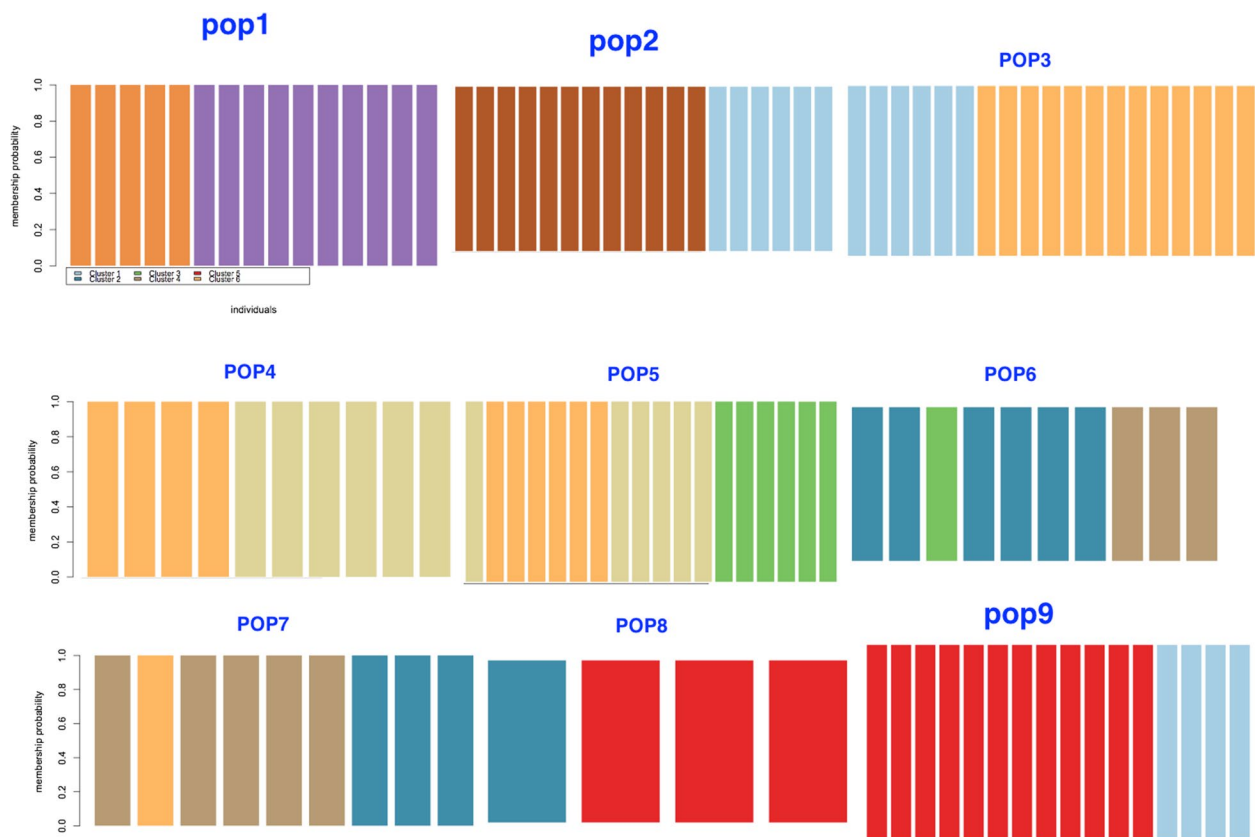 pop1
pop2
POP3
membership probability
0.0 0.2 0.4 0.6 0.8 1.0
Cluster 1 Cluster 3 Cluster 5
Cluster 2 Cluster 4 Cluster 6
individuals
POP4
POP5
POP6
membership probability
0.0 0.2 0.4 0.6 0.8 1.0
POP7
POP8
pop9
membership probability
0.0 0.2 0.4 0.6 0.8 1.0